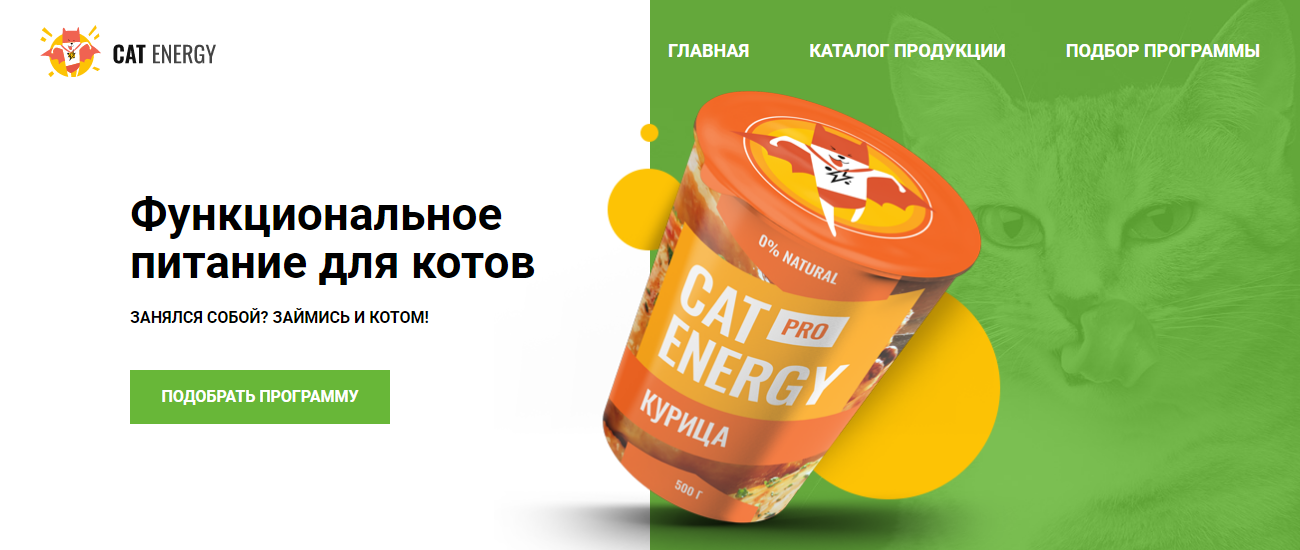 CAT ENERGY
ГЛАВНАЯ
КАТАЛОГ ПРОДУКЦИИ
ПОДБОР ПРОГРАММЫ
Функциональное
питание для котов
ЗАНЯЛСЯ СОБОЙ? ЗАЙМИСЬ И КОТОМ!
ПОДОБРАТЬ ПРОГРАММУ
0% NATURAL
CAT PRO
ENERGY
КУРИЦА
500 Г